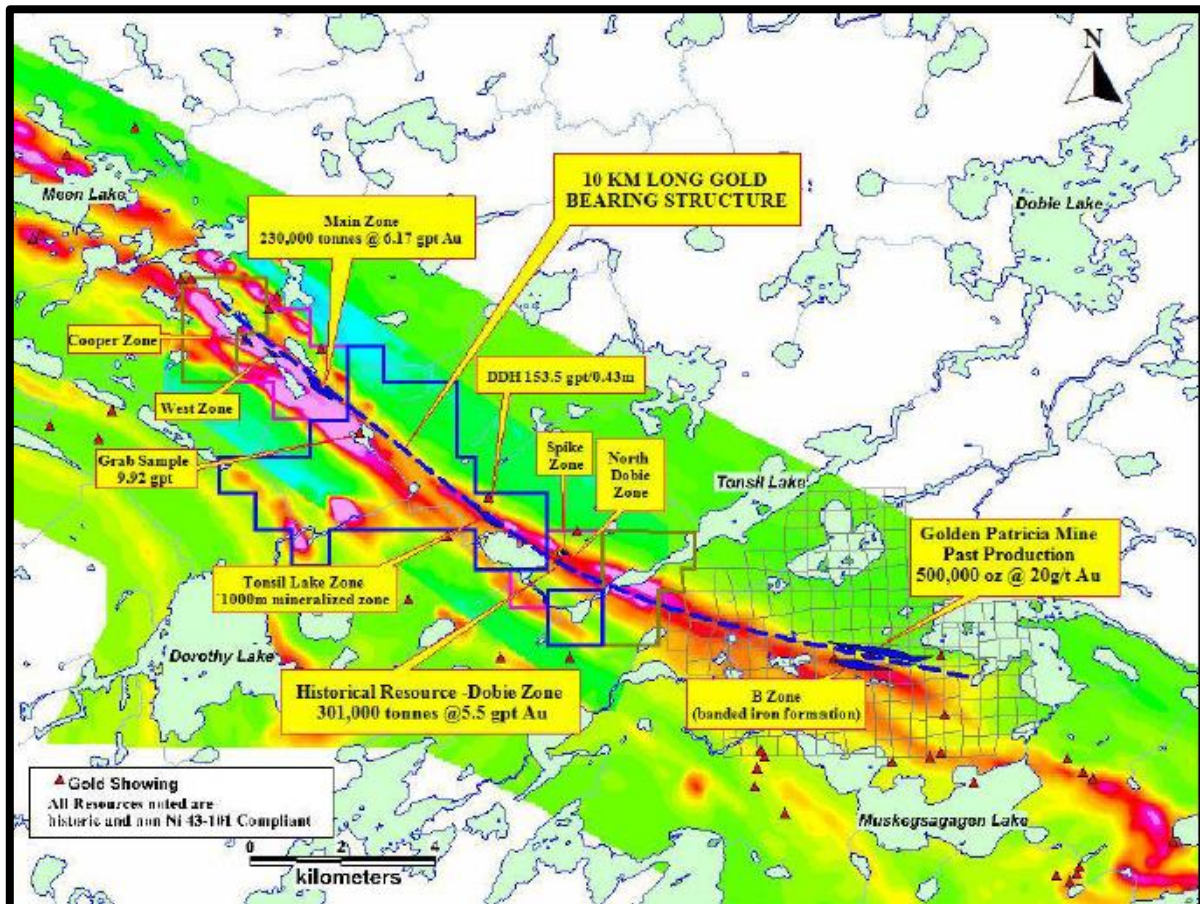 N
10 KM LONG GOLD
BEARING STRUCTURE
Meen Lake
Dobie Lake
Main Zone
230,000 tonnes @ 6.17 gpt Au
Cooper Zone
DDH 153.5 gpt/0.43m
West Zone
Spike
Zone
North
Dobie
Zone
Grab Sample
9.92 gpt
Tonsil Lake
Golden Patricia Mine
Past Production
500,000 oz @ 20g/t Au
Tonsil Lake Zone
1000m mineralized zone
Dorothy Lake
Historical Resource -Dobie Zone
301,000 tonnes @5.5 gpt Au
B Zone
(banded iron formation)
Gold Showing
All Resources noted are
historic and non Ni 43-101 Compliant
Muskegsagagen Lake
0 2 4
kilometers